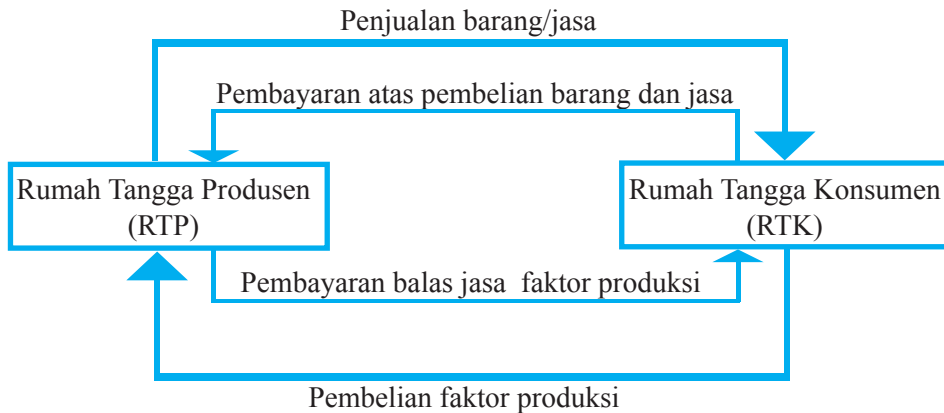 Penjualan barang/jasa
Pembayaran atas pembelian barang dan jasa
Rumah Tangga Produsen
(RTP)
Rumah Tangga Konsumen
(RTK)
Pembayaran balas jasa faktor produksi
Pembelian faktor produksi